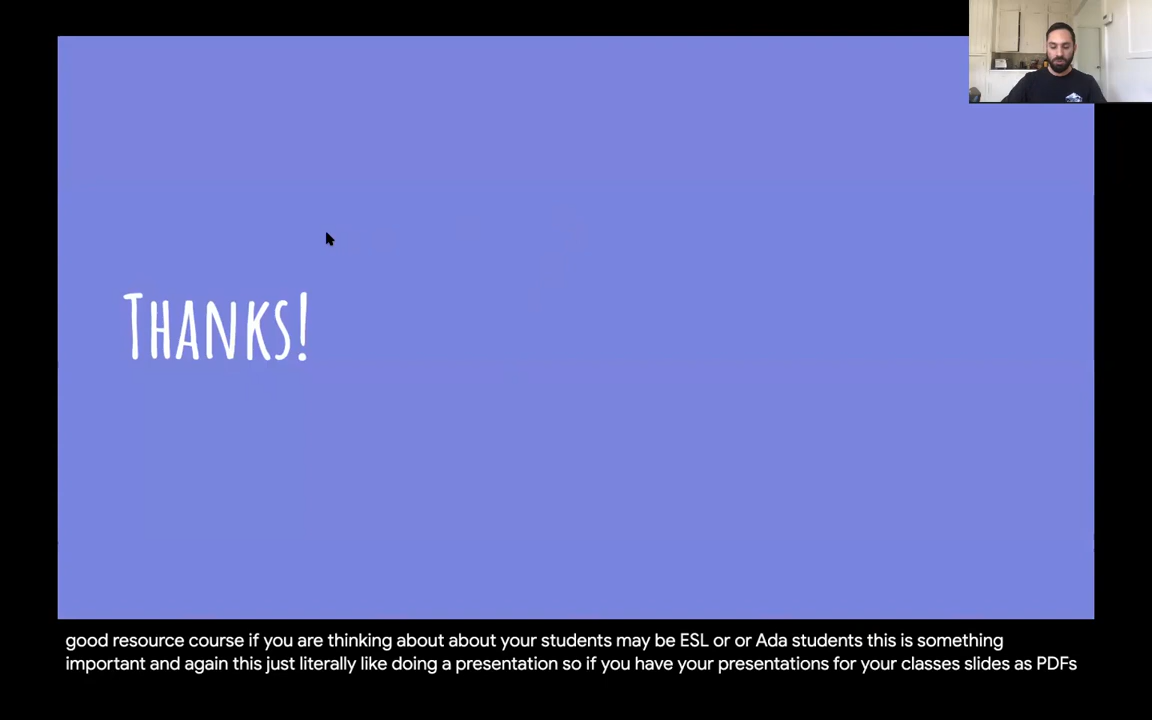 THANKS!
good resource course if you are thinking about about your students may be ESL or or Ada students this is something
important and again this just literally like doing a presentation so if you have your presentations for your classes slides as PDFs